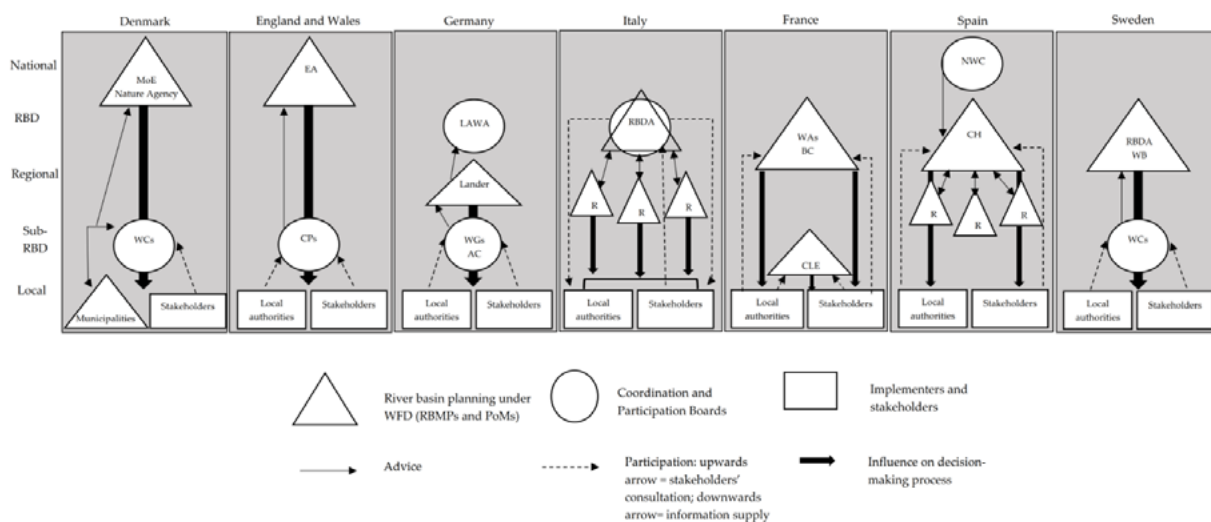 Denmark
England and Wales
Germany
Italy
France
Spain
Sweden
National
RBD
Regional
Sub-
RBD
Local
MoE
Nature Agency
WCs
Municipalities
Stakeholders
EA
CPs
Local
authorities
Stakeholders
LAWA
Lander
WGs
AC
Local
authorities
Stakeholders
RBDA
R
R
R
Local
authorities
Stakeholders
WAs
BC
CLE
Local
authorities
Stakeholders
NWC
CH
R
R
R
Local
authorities
Stakeholders
RBDA
WB
WCs
Local
authorities
Stakeholders
River basin planning under
WFD (RBMPs and PoMs)
Coordination and
Participation Boards
Implementers and
stakeholders
Advice
Participation: upwards
arrow = stakeholders'
consultation; downwards
arrow= information supply
Influence on decision-
making process